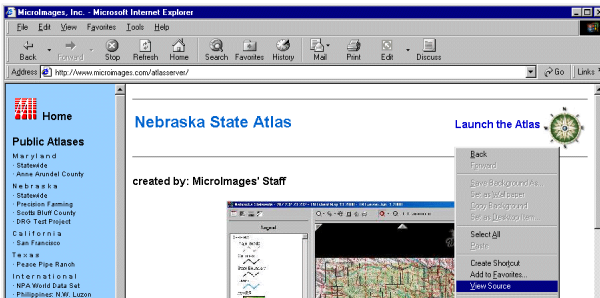 MicroImages, Inc. - Microsoft Internet Explorer
File Edit View Favorites Tools Help
Back Forward Stop Refresh Home Search Favorites History Mail Print Edit Discuss
Address http://www.microimages.com/atlasserver/ Go Links
Home
Public Atlases
Maryland
· Statewide
· Anne Arundel County
Nebraska
· Statewide
· Precision Farming
· Scotts Bluff County
· DRG Test Project
California
· San Francisco
Texas
· Peace Pipe Ranch
International
· NPA World Data Set
· Philippines: N.W. Luzon
Nebraska State Atlas
Launch the Atlas
created by: MicroImages' Staff
Legend
Back
Forward
Save Background As...
Set as Wallpaper
Copy Background
Set as Desktop Item...
Select All
Paste
Create Shortcut
Add to Favorites...
View Source